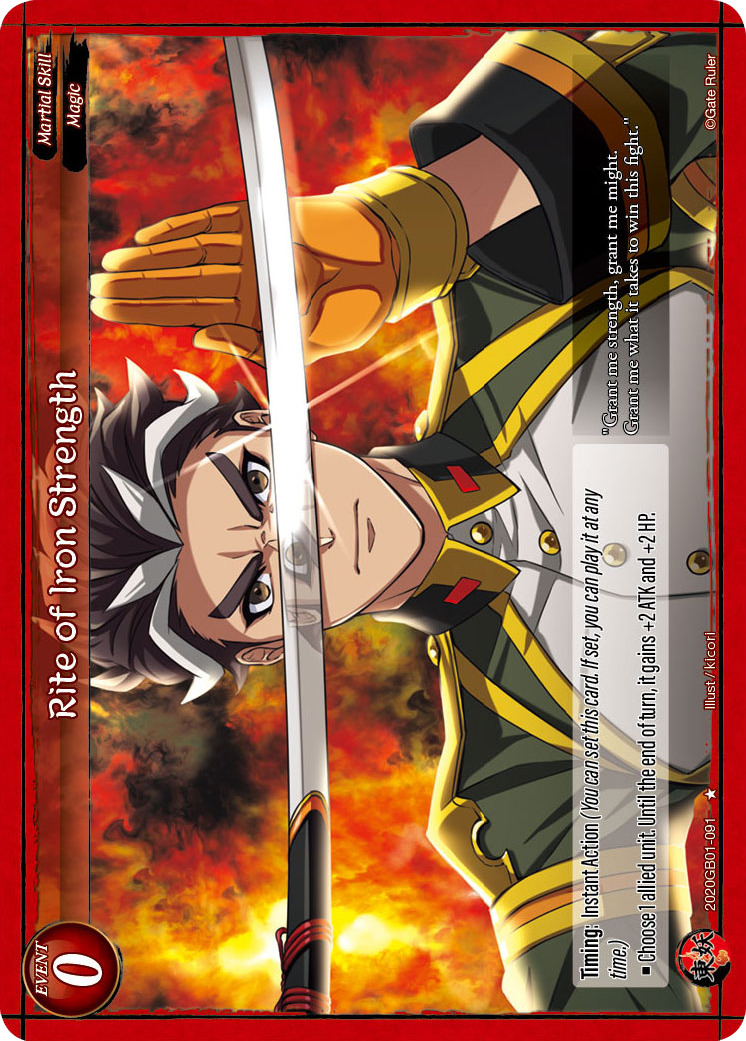 EVENT
0
Rite of Iron Strength
Martial Skill
Magic
Timing: Instant Action (You can set this card. If set, you can play it at any
time.)
■ Choose 1 allied unit. Until the end of turn, it gains +2 ATK and +2 HP.
"Grant me strength, grant me might.
Grant me what it takes to win this fight."
東妖
2020GB01-091 ★
Illust/kicori
©Gate Ruler